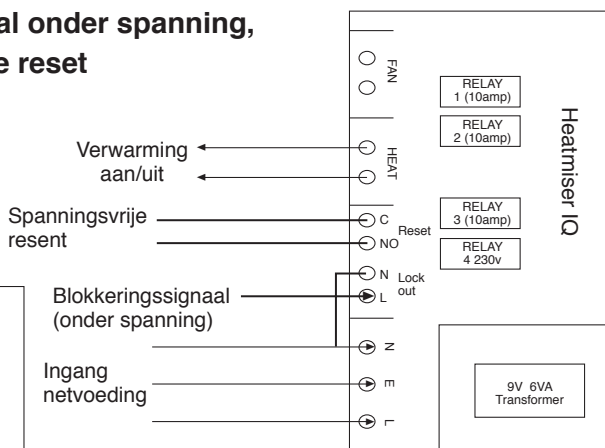 al onder spanning,
e reset
FAN
RELAY
1 (10amp)
RELAY
2 (10amp)
Heatmiser IQ
Verwarming
aan/uit
HEAT
Spanningsvrije
resent
C
NO
Reset
RELAY
3 (10amp)
RELAY
4 230v
N
L
Lock
out
Blokkeringssignaal
(onder spanning)
Ingang
netvoeding
N
E
L
9V 6VA
Transformer